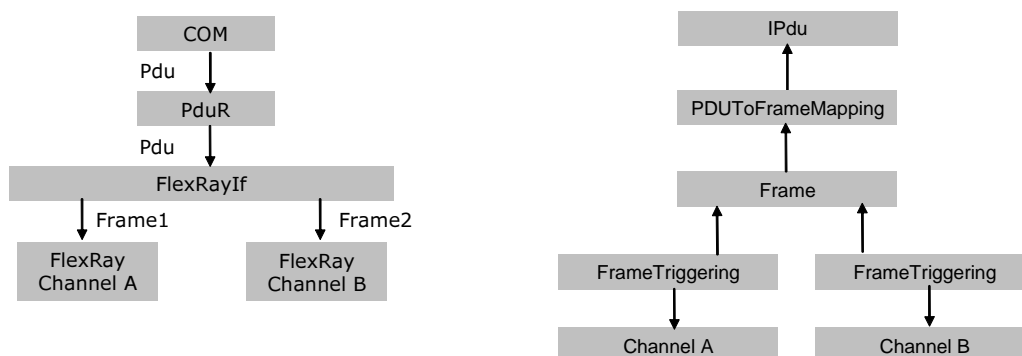 COM
Pdu
PduR
Pdu
FlexRayIf
Frame1
Frame2
FlexRay
Channel A
FlexRay
Channel B
IPdu
PDUToFrameMapping
Frame
FrameTriggering
FrameTriggering
Channel A
Channel B